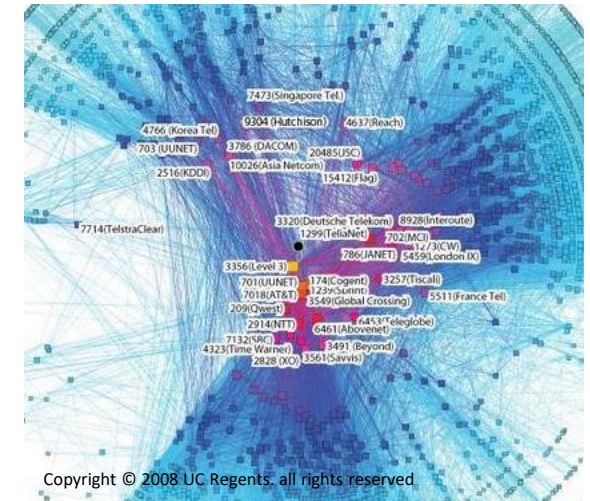 7473(Singapore Tel.)
9304 (Hutchison)
4637(Reach)
4766 (Korea Tel)
703 (UUNET)
3786 (DACOM)
20485(JSC)
10026(Asia Netcom)
2516(KDDI)
15412(Flag)
3320(Deutsche Telekom)
8928(Interoute)
7714(TelstraClear)
1299(TeliaNet)
702(MCI)
1273(CW)
786(JANET)
5459(London IX)
3356(Level 3)
701(UUNET)
174(Cogent)
3257(Tiscali)
1239(Sprint)
7018(AT&T)
3549(Global Crossing)
5511(France Tel)
209(Qwest)
2914(NTT)
6453(Teleglobe)
6461(Abovenet)
7132(SBC)
3491 (Beyond)
4323(Time Warner)
3561(Savvis)
2828 (XO)
Copyright © 2008 UC Regents. all rights reserved